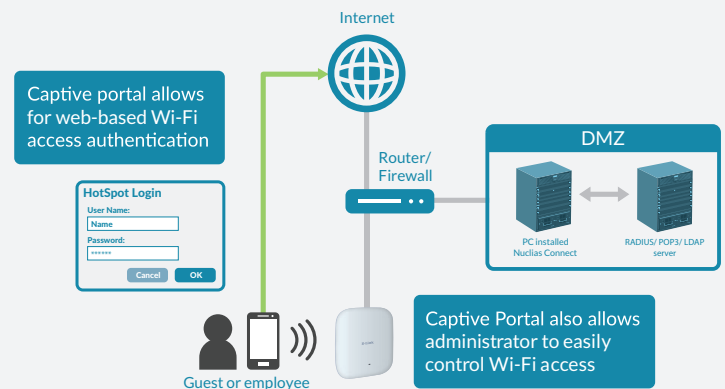 Internet
Captive portal allows
for web-based Wi-Fi
access authentication
Router/
Firewall
DMZ
PC installed
Nuclias Connect
RADIUS/ POP3/ LDAP
server
HotSpot Login
User Name:
Name
Password:
******
Cancel
OK
Captive Portal also allows
administrator to easily
control Wi-Fi access
Guest or employee